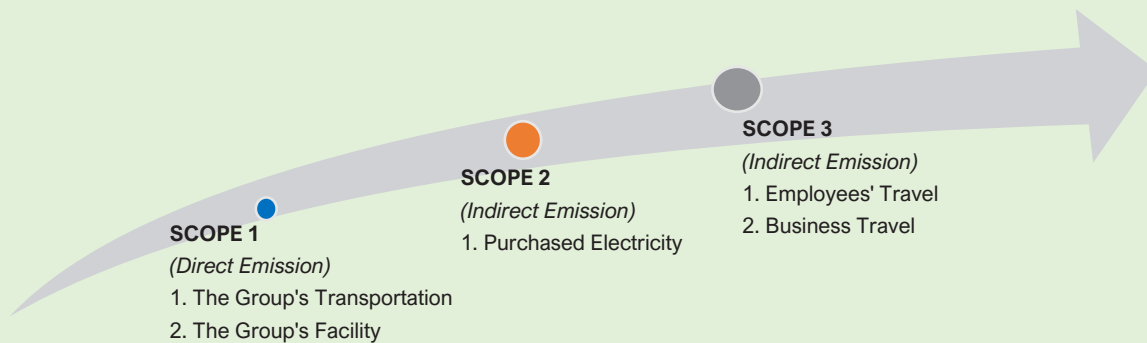 SCOPE 1
(Direct Emission)
1. The Group's Transportation
2. The Group's Facility
SCOPE 2
(Indirect Emission)
1. Purchased Electricity
SCOPE 3
(Indirect Emission)
1. Employees' Travel
2. Business Travel